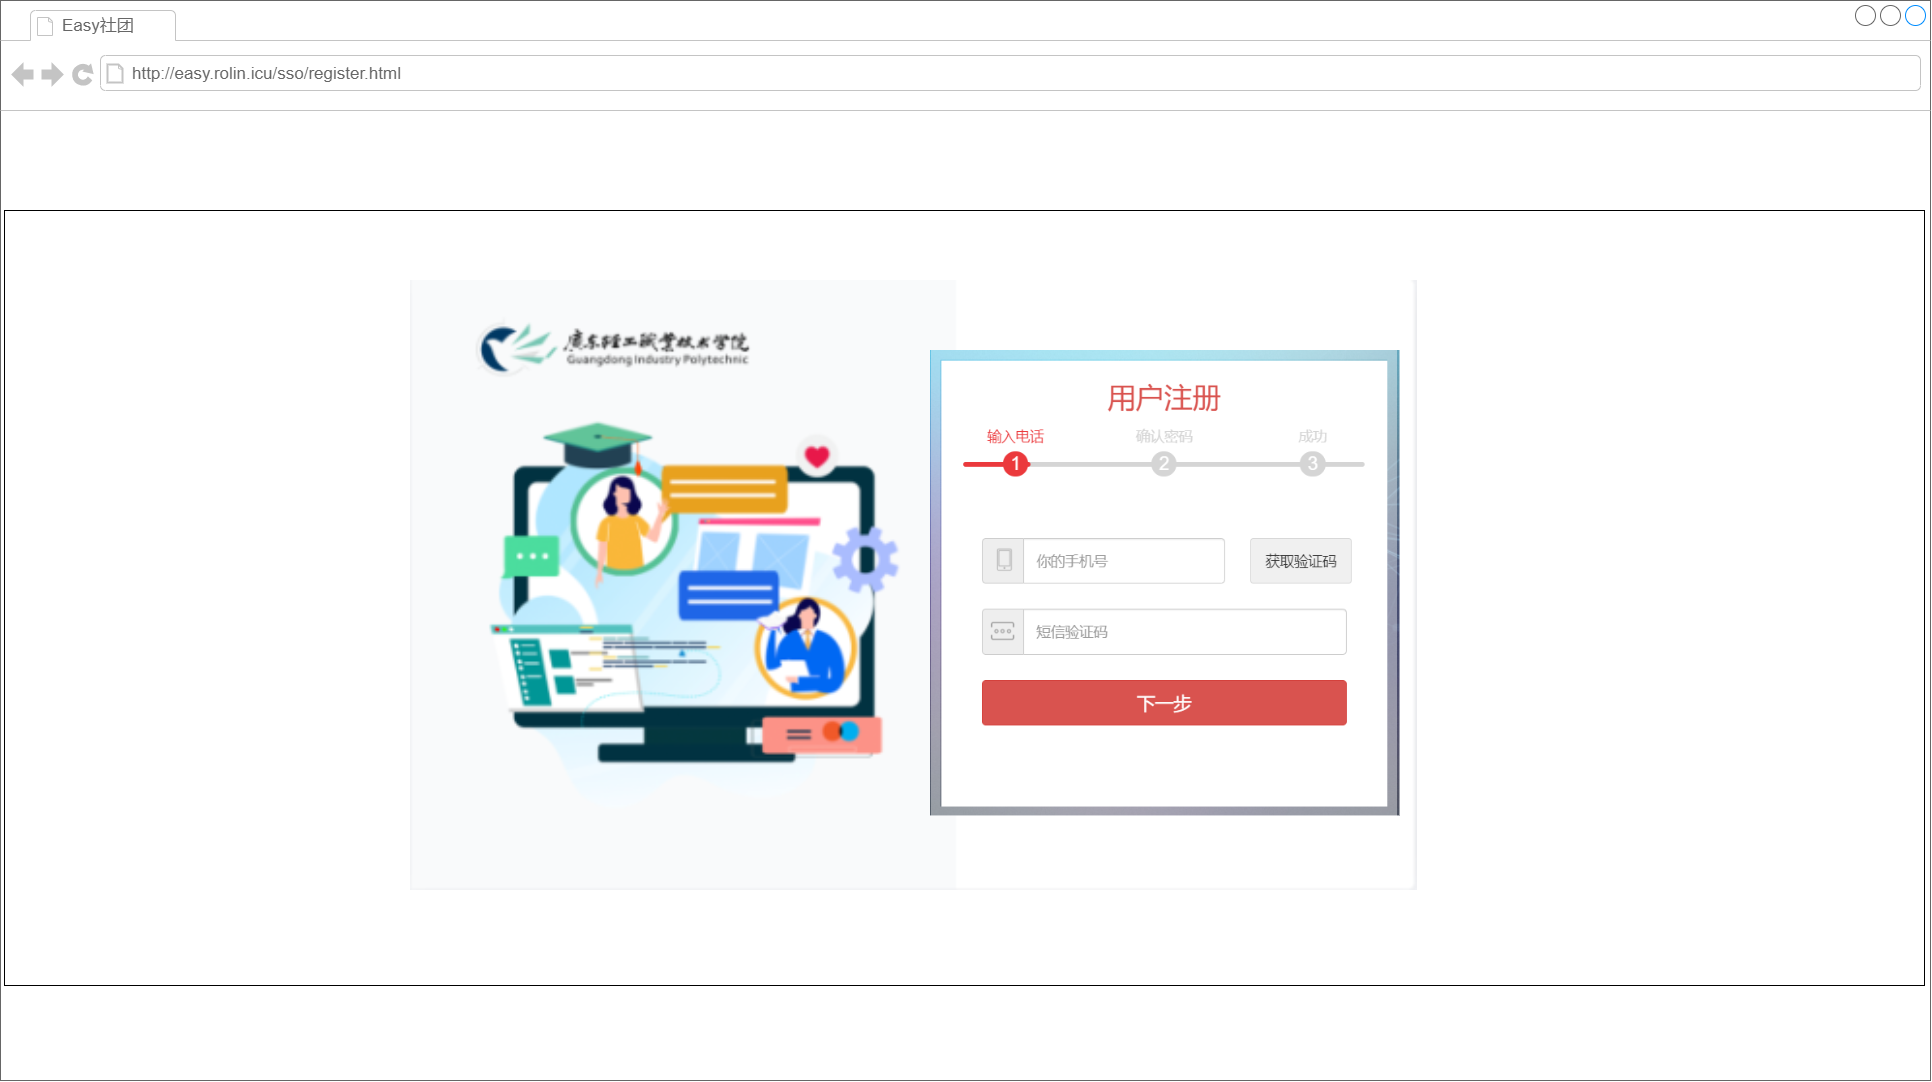 Easy社团
http://easy.rolin.icu/sso/register.html
廣东轻工職業技术学院
Guangdong Industry Polytechnic
用户注册
输入电话 确认密码 成功
1 2 3
你的手机号 获取验证码
短信验证码
下一步